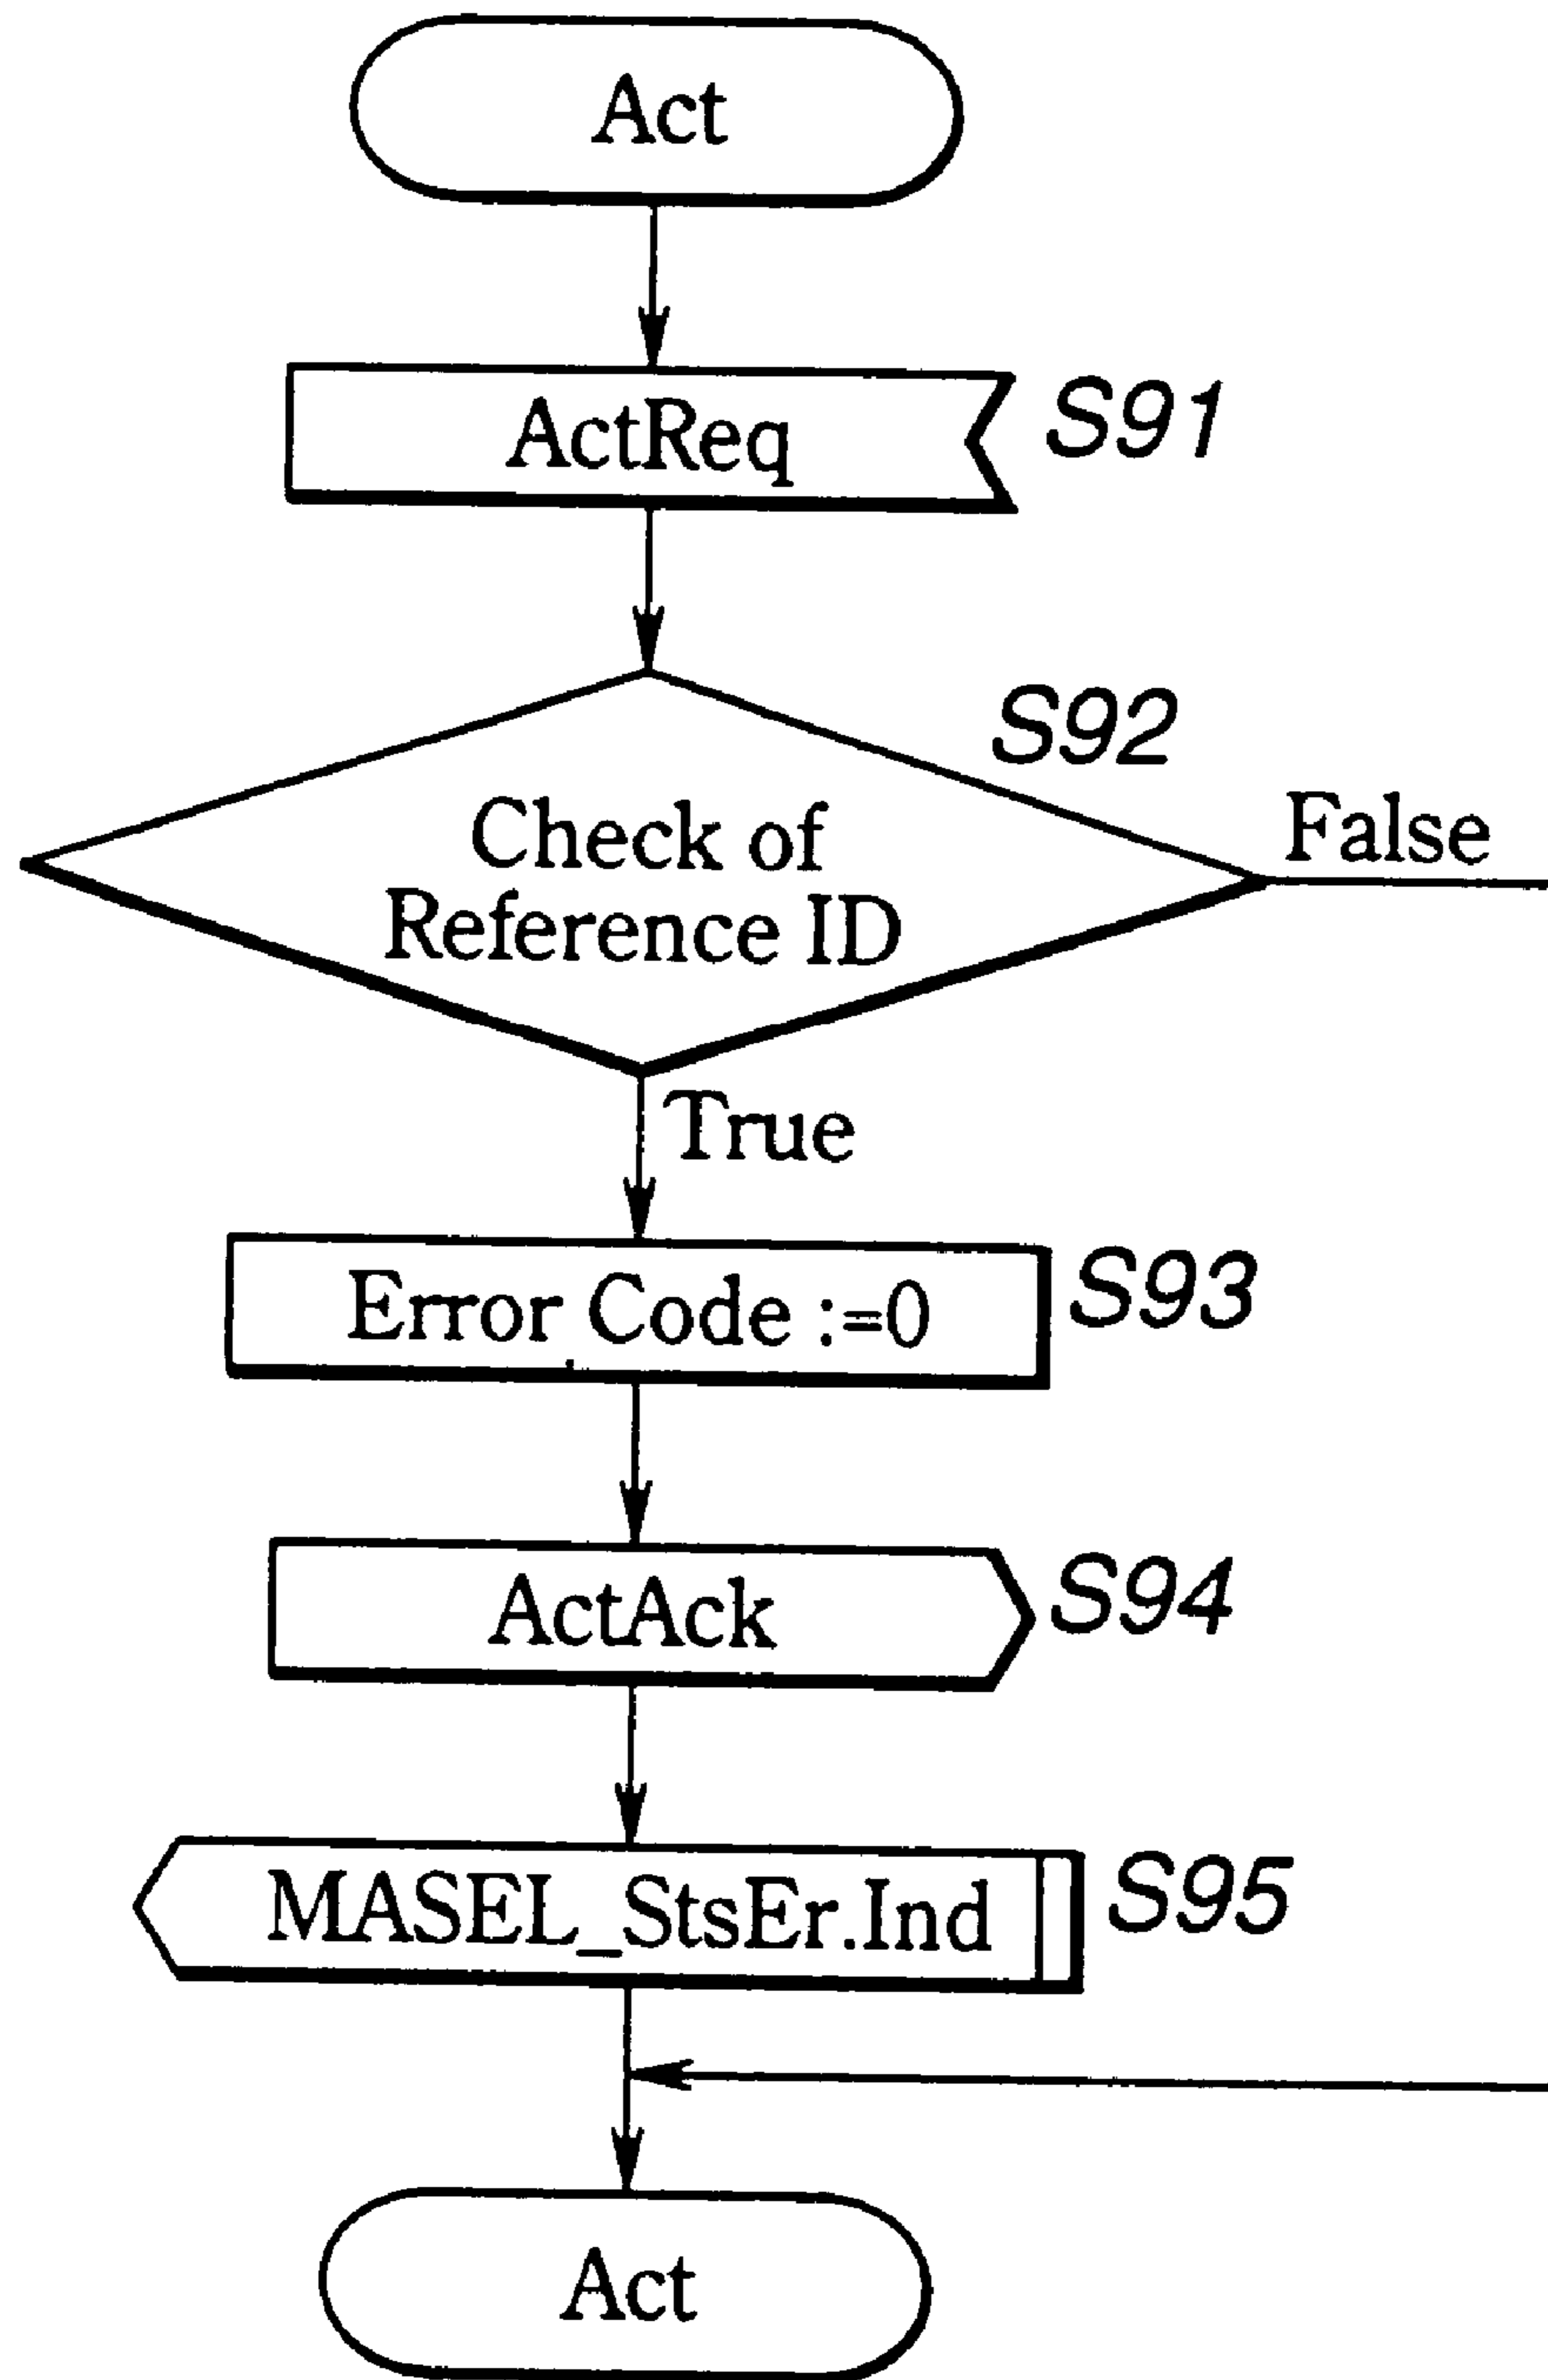 Act
ActReq
S91
S92
Check of
Reference ID
False
True
Error Code :=0
S93
ActAck
S94
MASEL_StsEr.Ind
S95
Act